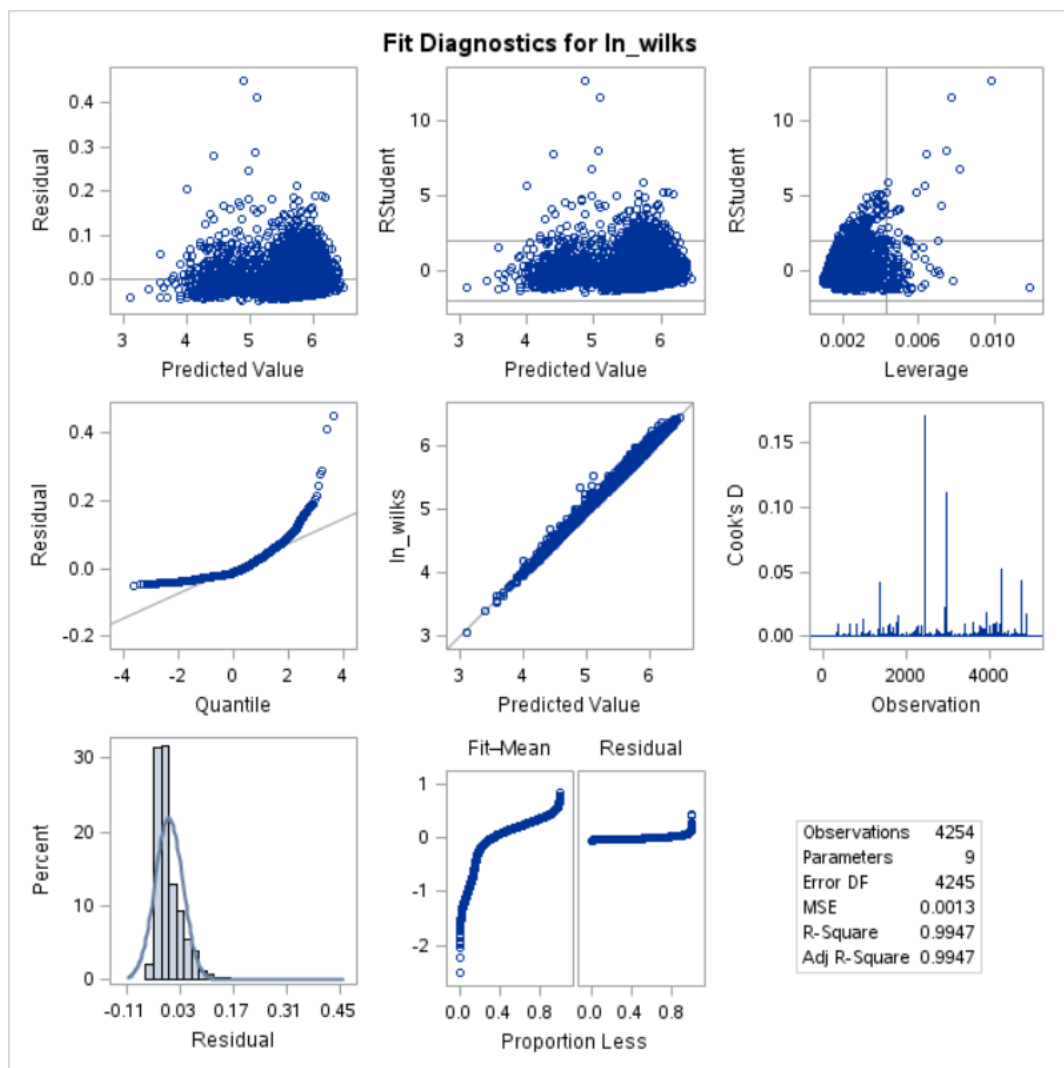 Fit Diagnostics for ln_wilks
Residual
0.4
0.3
0.2
0.1
0.0
3 4 5 6
Predicted Value
RStudent
10
5
0
3 4 5 6
Predicted Value
RStudent
10
5
0
0.002 0.006 0.010
Leverage
Residual
0.4
0.2
0.0
-0.2
-4 -2 0 2 4
Quantile
ln_wilks
6
5
4
3
3 4 5 6
Predicted Value
Cook's D
0.15
0.10
0.05
0.00
0 2000 4000
Observation
Percent
30
20
10
0
-0.11 0.03 0.17 0.31 0.45
Residual
Fit–Mean Residual
1
0
-1
-2
0.0 0.4 0.8 0.0 0.4 0.8
Proportion Less
Observations 4254
Parameters 9
Error DF 4245
MSE 0.0013
R-Square 0.9947
Adj R-Square 0.9947